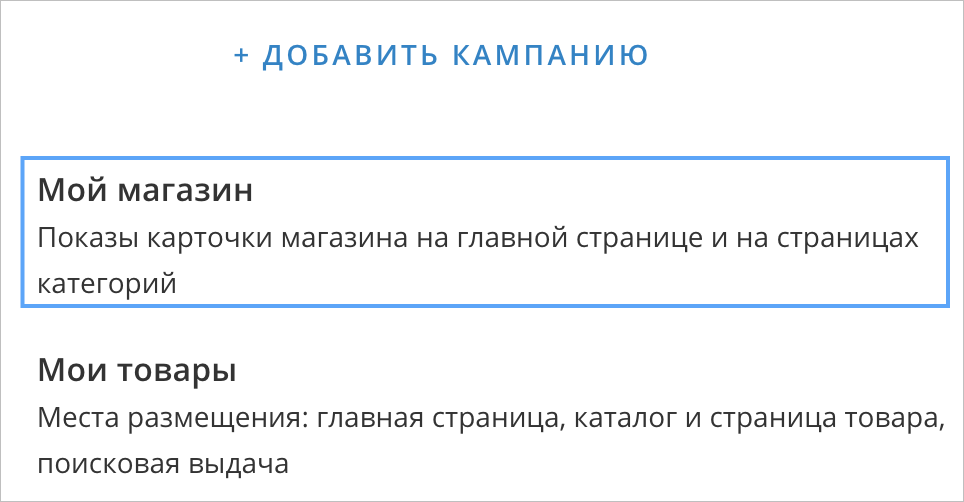 + ДОБАВИТЬ КАМПАНИЮ
Мой магазин
Показы карточки магазина на главной странице и на страницах
категорий
Мои товары
Места размещения: главная страница, каталог и страница товара,
поисковая выдача